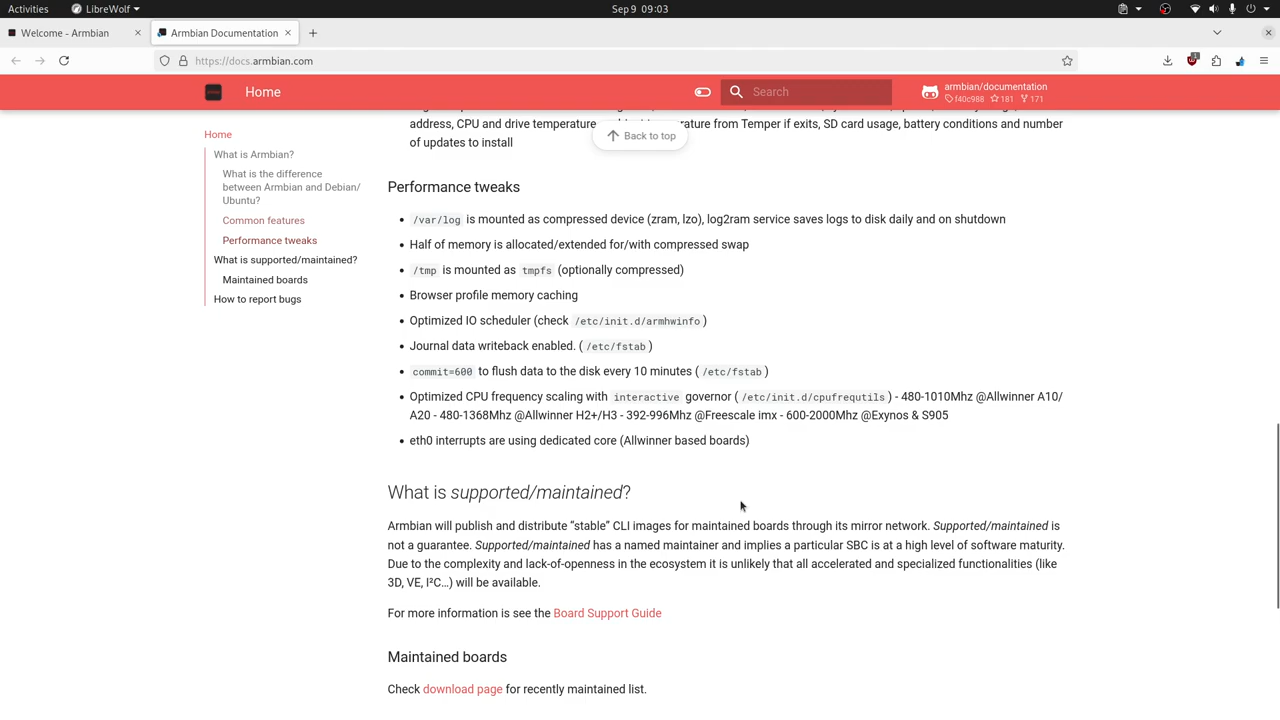 Activities
LibreWolf
Sep 9 09:03
Welcome - Armbian
Armbian Documentation
https://docs.armbian.com
1
Home
Search
armbian/documentation
f40c988 181 171
Home
What is Armbian?
What is the difference
between Armbian and Debian/
Ubuntu?
Common features
Performance tweaks
What is supported/maintained?
Maintained boards
How to report bugs
Back to top
address, CPU and drive temperature from Temper if exits, SD card usage, battery conditions and number
of updates to install
Performance tweaks
• /var/log is mounted as compressed device (zram, lzo), log2ram service saves logs to disk daily and on shutdown
• Half of memory is allocated/extended for/with compressed swap
• /tmp is mounted as tmpfs (optionally compressed)
• Browser profile memory caching
• Optimized IO scheduler (check /etc/init.d/armhwinfo )
• Journal data writeback enabled. ( /etc/fstab )
• commit=600 to flush data to the disk every 10 minutes ( /etc/fstab )
• Optimized CPU frequency scaling with interactive governor ( /etc/init.d/cpufrequtils ) - 480-1010Mhz @Allwinner A10/
A20 - 480-1368Mhz @Allwinner H2+/H3 - 392-996Mhz @Freescale imx - 600-2000Mhz @Exynos & S905
• eth0 interrupts are using dedicated core (Allwinner based boards)
What is supported/maintained?
Armbian will publish and distribute “stable” CLI images for maintained boards through its mirror network. Supported/maintained is
not a guarantee. Supported/maintained has a named maintainer and implies a particular SBC is at a high level of software maturity.
Due to the complexity and lack-of-openness in the ecosystem it is unlikely that all accelerated and specialized functionalities (like
3D, VE, I²C…) will be available.
For more information is see the Board Support Guide
Maintained boards
Check download page for recently maintained list.